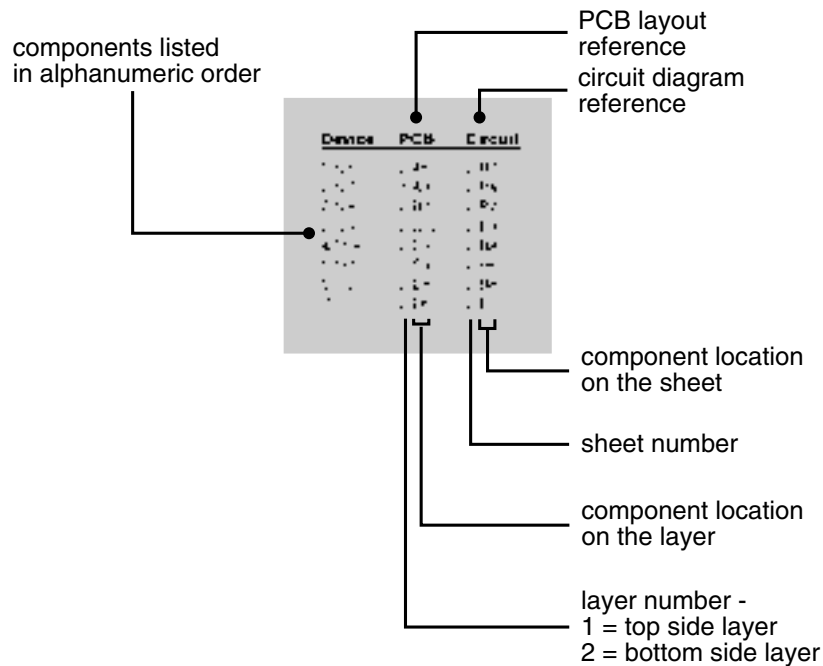 PCB layout
reference
components listed
in alphanumeric order
circuit diagram
reference
Device PCB Circuit
component location
on the sheet
sheet number
component location
on the layer
layer number -
1 = top side layer
2 = bottom side layer